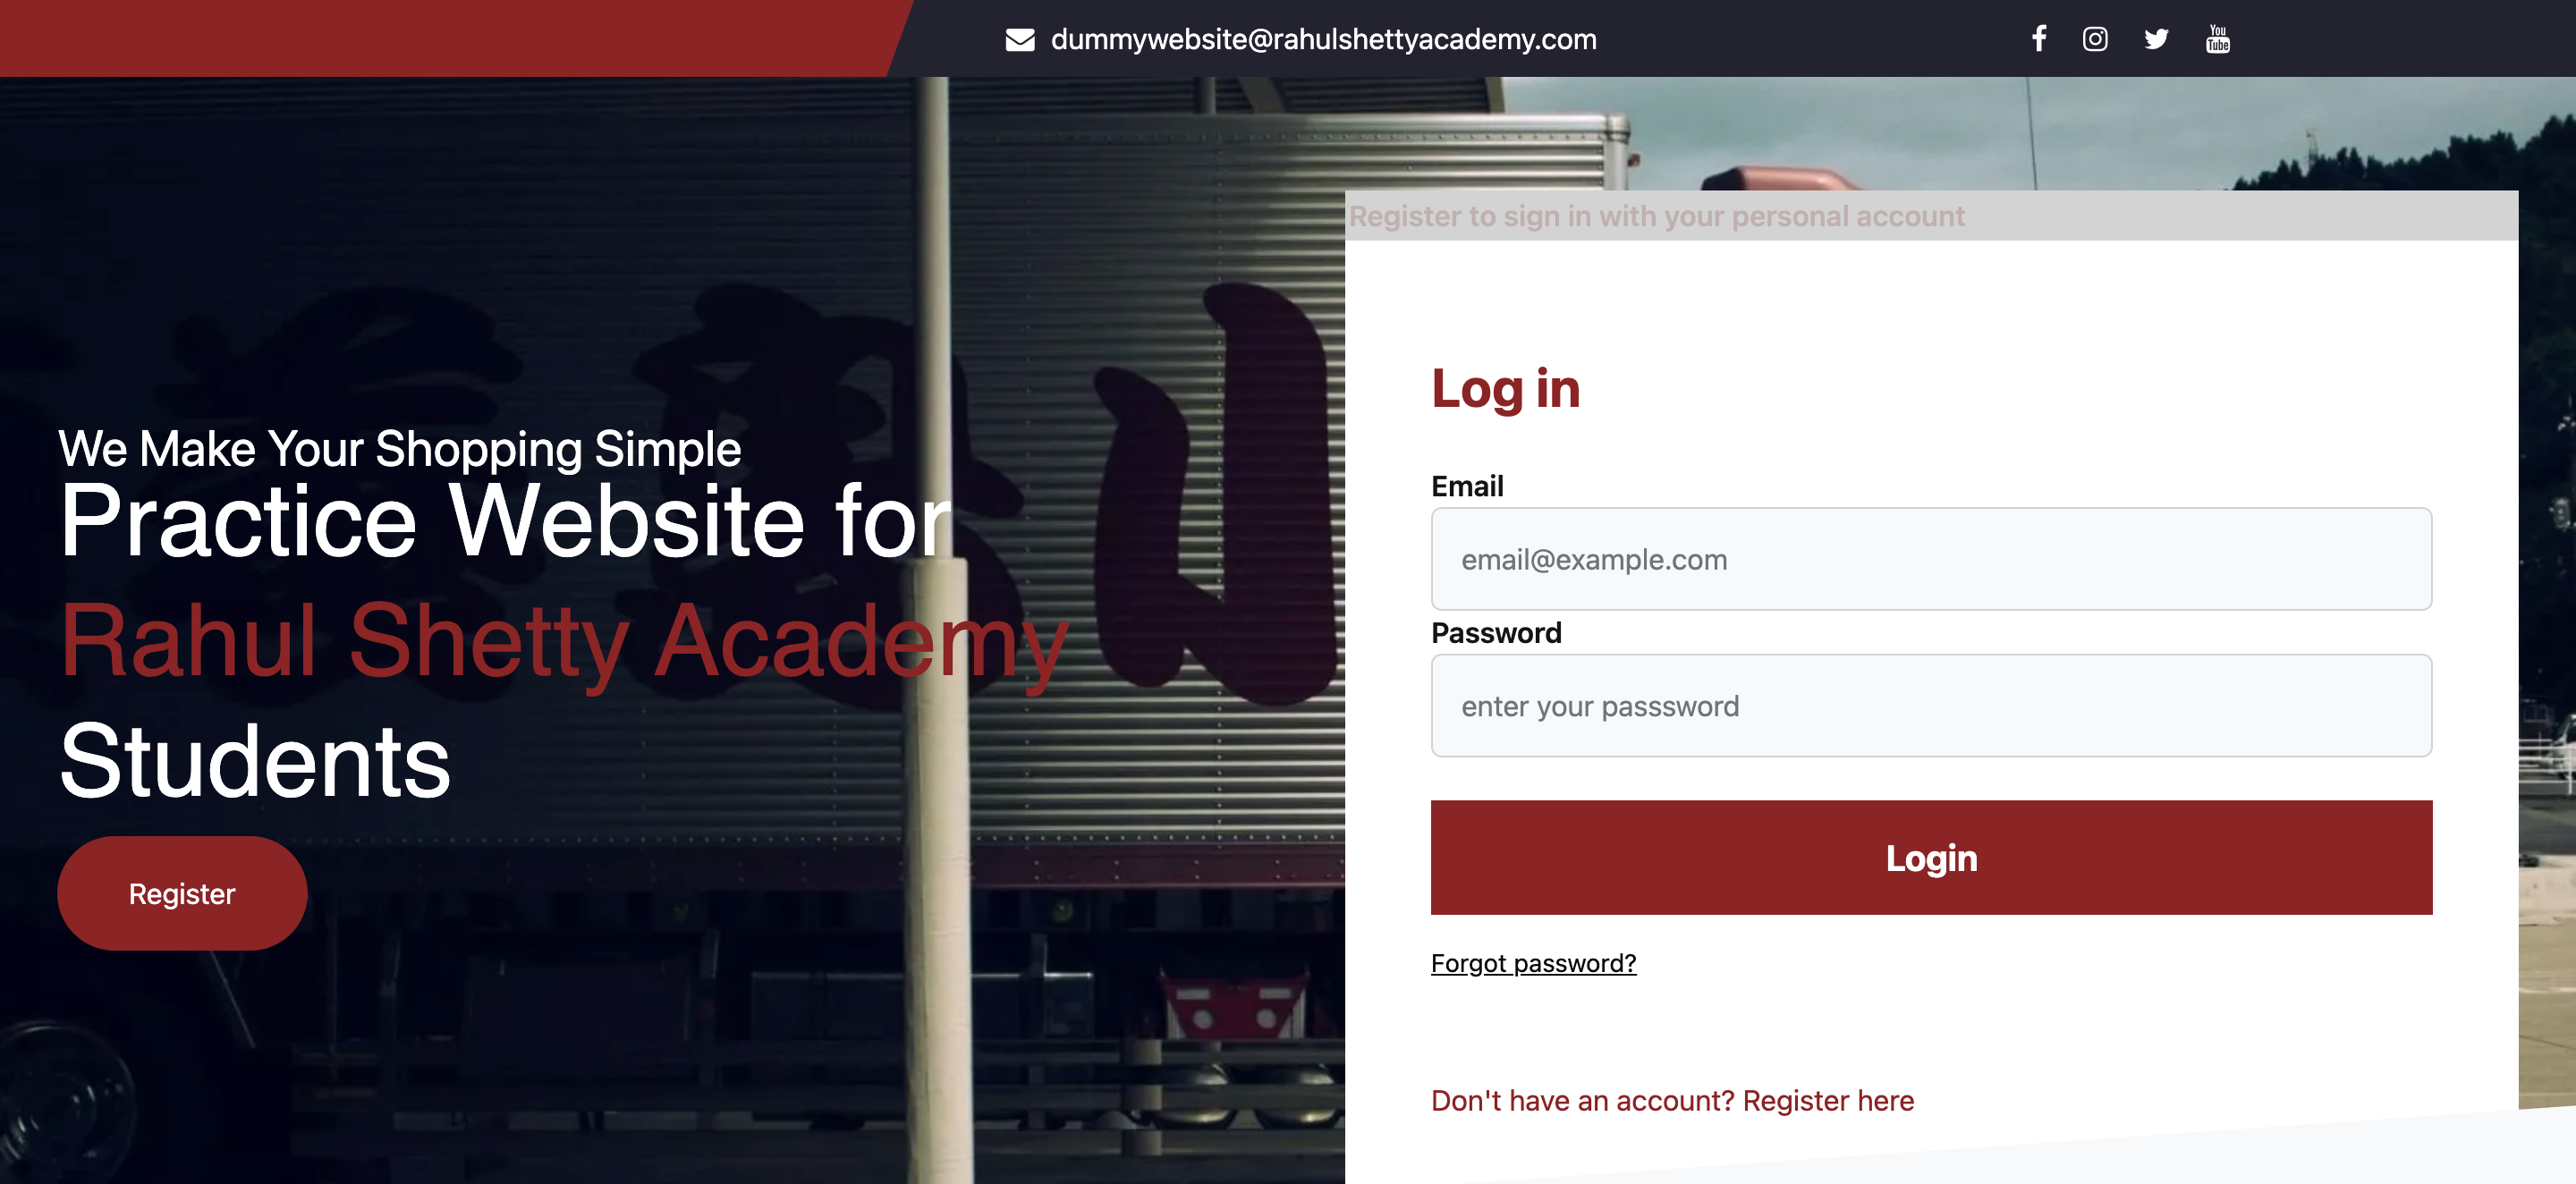 dummywebsite@rahulshettyacademy.com
You
Tube
Register to sign in with your personal account
We Make Your Shopping Simple
Practice Website for
Rahul Shetty Academy
Students
Register
Log in
Email
email@example.com
Password
enter your passsword
Login
Forgot password?
Don't have an account? Register here